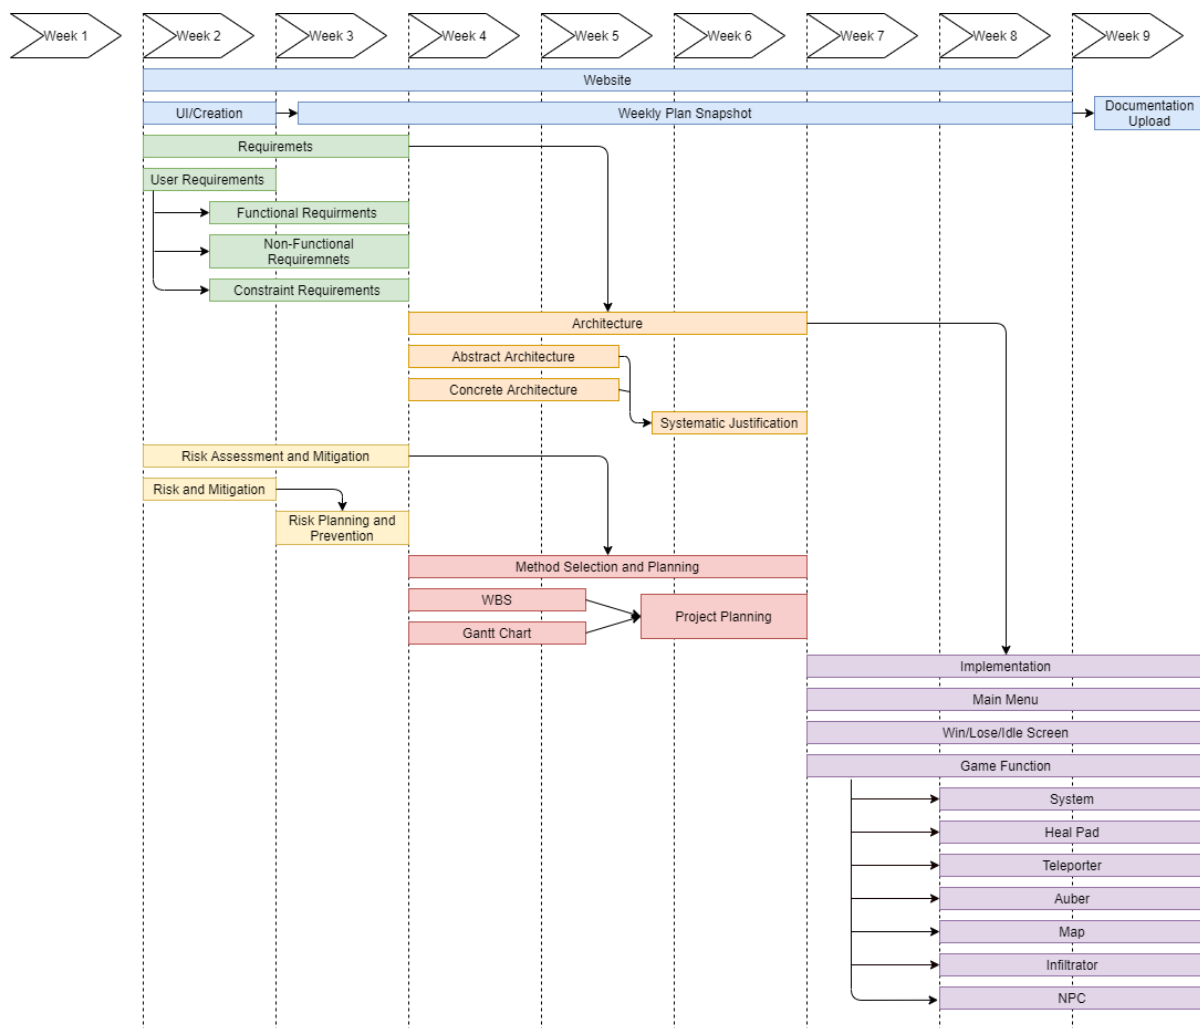 Week 1
Week 2
Week 3
Week 4
Week 5
Week 6
Week 7
Week 8
Week 9
Website
UI/Creation
Weekly Plan Snapshot
Documentation
Upload
Requiremets
User Requirements
Functional Requirments
Non-Functional
Requiremnets
Constraint Requirements
Architecture
Abstract Architecture
Concrete Architecture
Systematic Justification
Risk Assessment and Mitigation
Risk and Mitigation
Risk Planning and
Prevention
Method Selection and Planning
WBS
Project Planning
Gantt Chart
Implementation
Main Menu
Win/Lose/Idle Screen
Game Function
System
Heal Pad
Teleporter
Auber
Map
Infiltrator
NPC